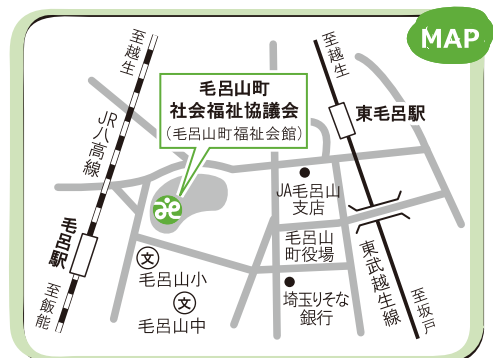 MAP
至越生
至越生
毛呂山町
社会福祉協議会
（毛呂山町福祉会館）
東毛呂駅
JR八高線
JA毛呂山
支店
毛呂駅
毛呂山
町役場
文
毛呂山小
東武越生線
至飯能
文
毛呂山中
埼玉りそな
銀行
至坂戸